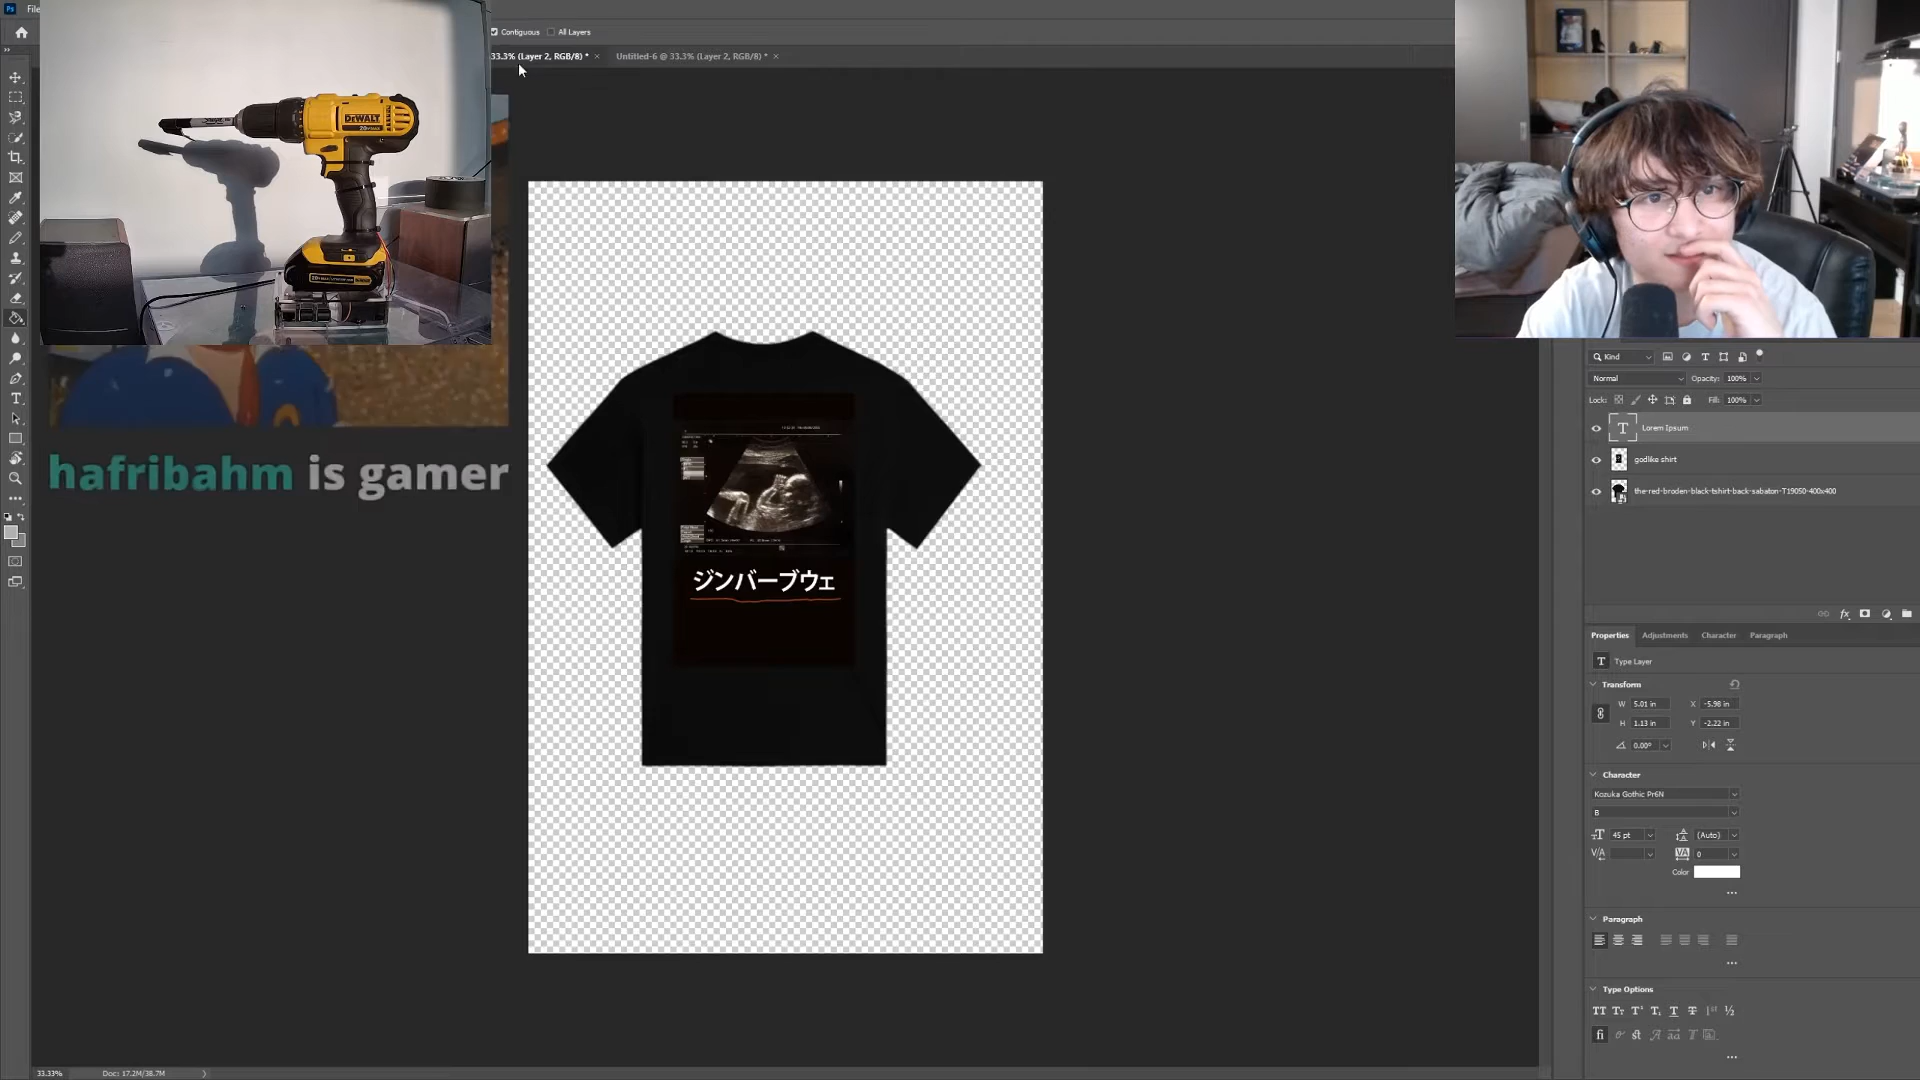 File
Contiguous
All Layers
33.3% (Layer 2, RGB/8) *
Untitled-6 @ 33.3% (Layer 2, RGB/8) *
DEWALT
20V MAX
hafribahm is gamer
ジンバーブウェ
Kind
Normal
Opacity: 100%
Lock:
Fill: 100%
Lorem Ipsum
godlike shirt
the-red-broden-black-tshirt-back-sabaton-T19050-400x400
fx
Properties
Adjustments
Character
Paragraph
Type Layer
Transform
W 5.01 in
X -5.98 in
H 1.13 in
Y -2.22 in
0.00°
Character
Kozuka Gothic Pr6N
B
45 pt
(Auto)
0
Color
Paragraph
Type Options
33.33%
Doc: 17.2M/38.7M